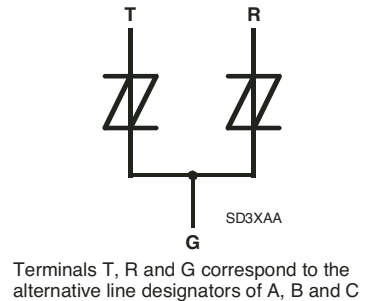 T R
SD3XAA
G
Terminals T, R and G correspond to the
alternative line designators of A, B and C